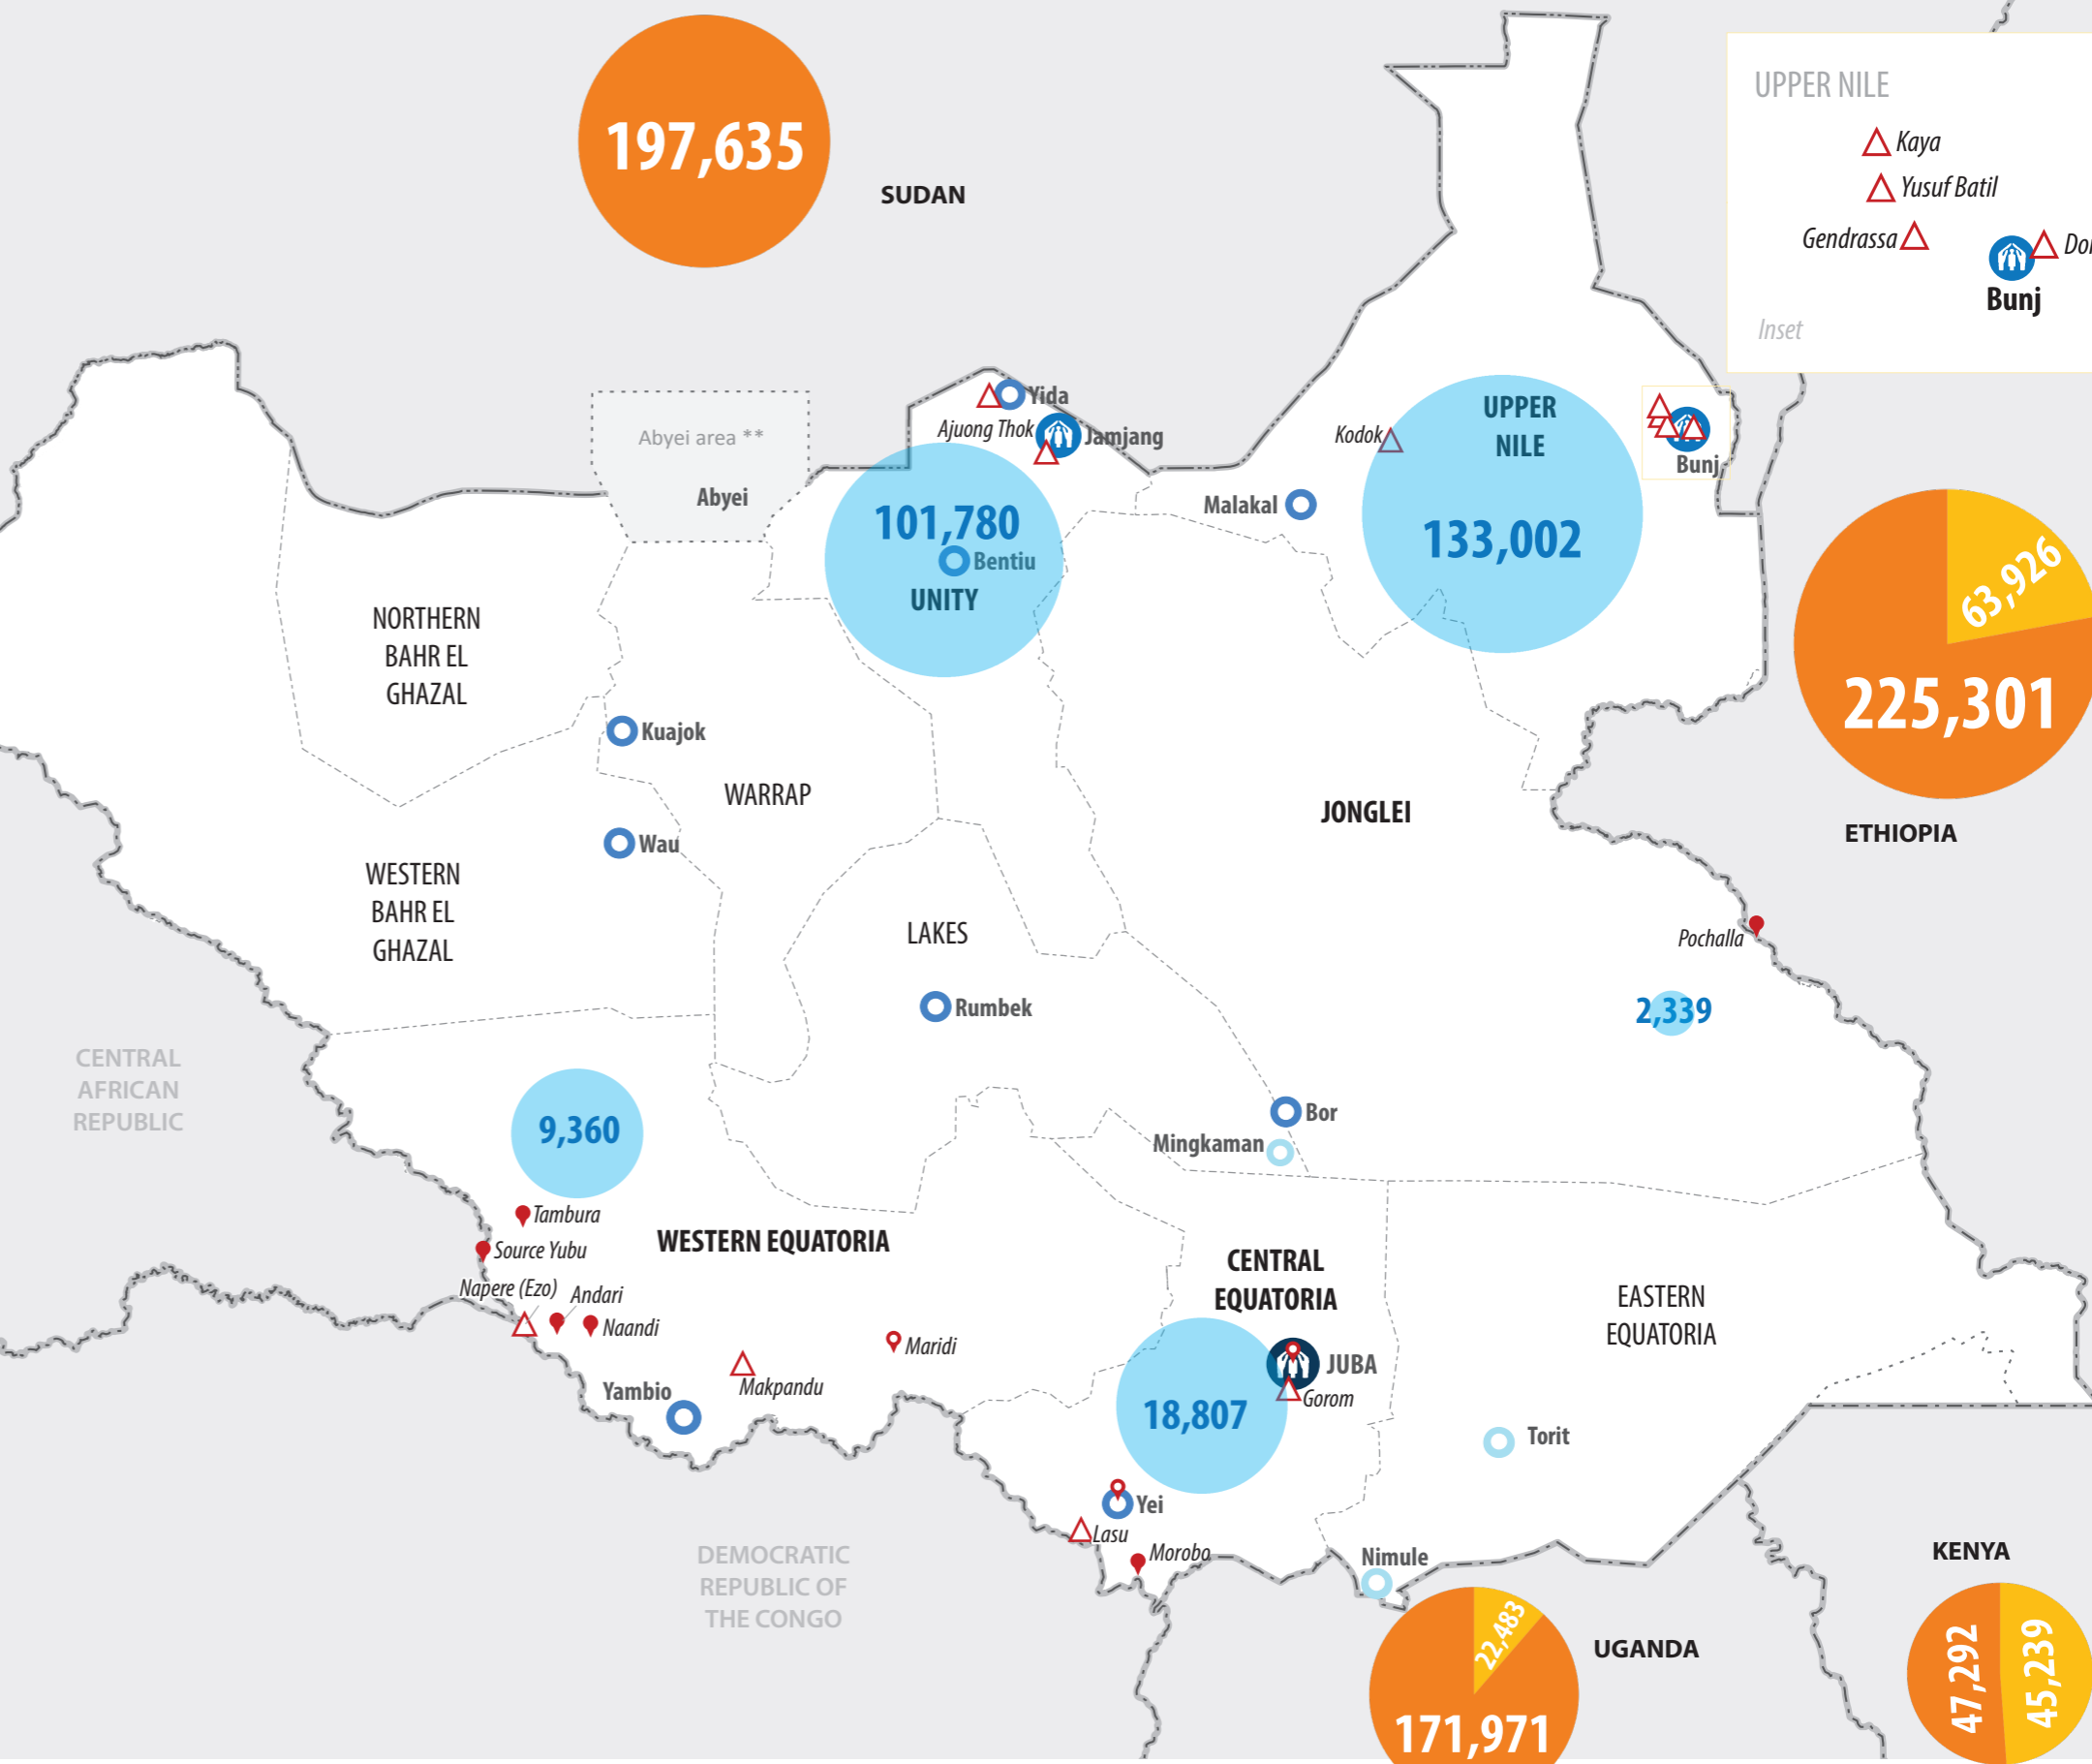 197,635
SUDAN
UPPER NILE
Kaya
Yusuf Batil
Gendrassa
Bunj
Inset
Yida
Ajuong Thok
Jamjang
Abyei area **
Abyei
101,780
Bentiu
UNITY
Kodok
UPPER
NILE
133,002
Malakal
Bunj
63,926
225,301
ETHIOPIA
NORTHERN
BAHR EL
GHAZAL
Kuajok
WARRAP
JONGLEI
Wau
WESTERN
BAHR EL
GHAZAL
LAKES
Pochalla
Rumbek
2,339
CENTRAL
AFRICAN
REPUBLIC
9,360
Bor
Mingkaman
Tambura
Source Yubu
WESTERN EQUATORIA
CENTRAL
EQUATORIA
Napere (Ezo)
Andari
Naandi
EASTERN
EQUATORIA
Maridi
JUBA
Makpandu
Gorom
Yambio
18,807
Torit
Yei
Lasu
Morobo
Nimule
DEMOCRATIC
REPUBLIC OF
THE CONGO
KENYA
22,483
UGANDA
171,971
47,292
45,239